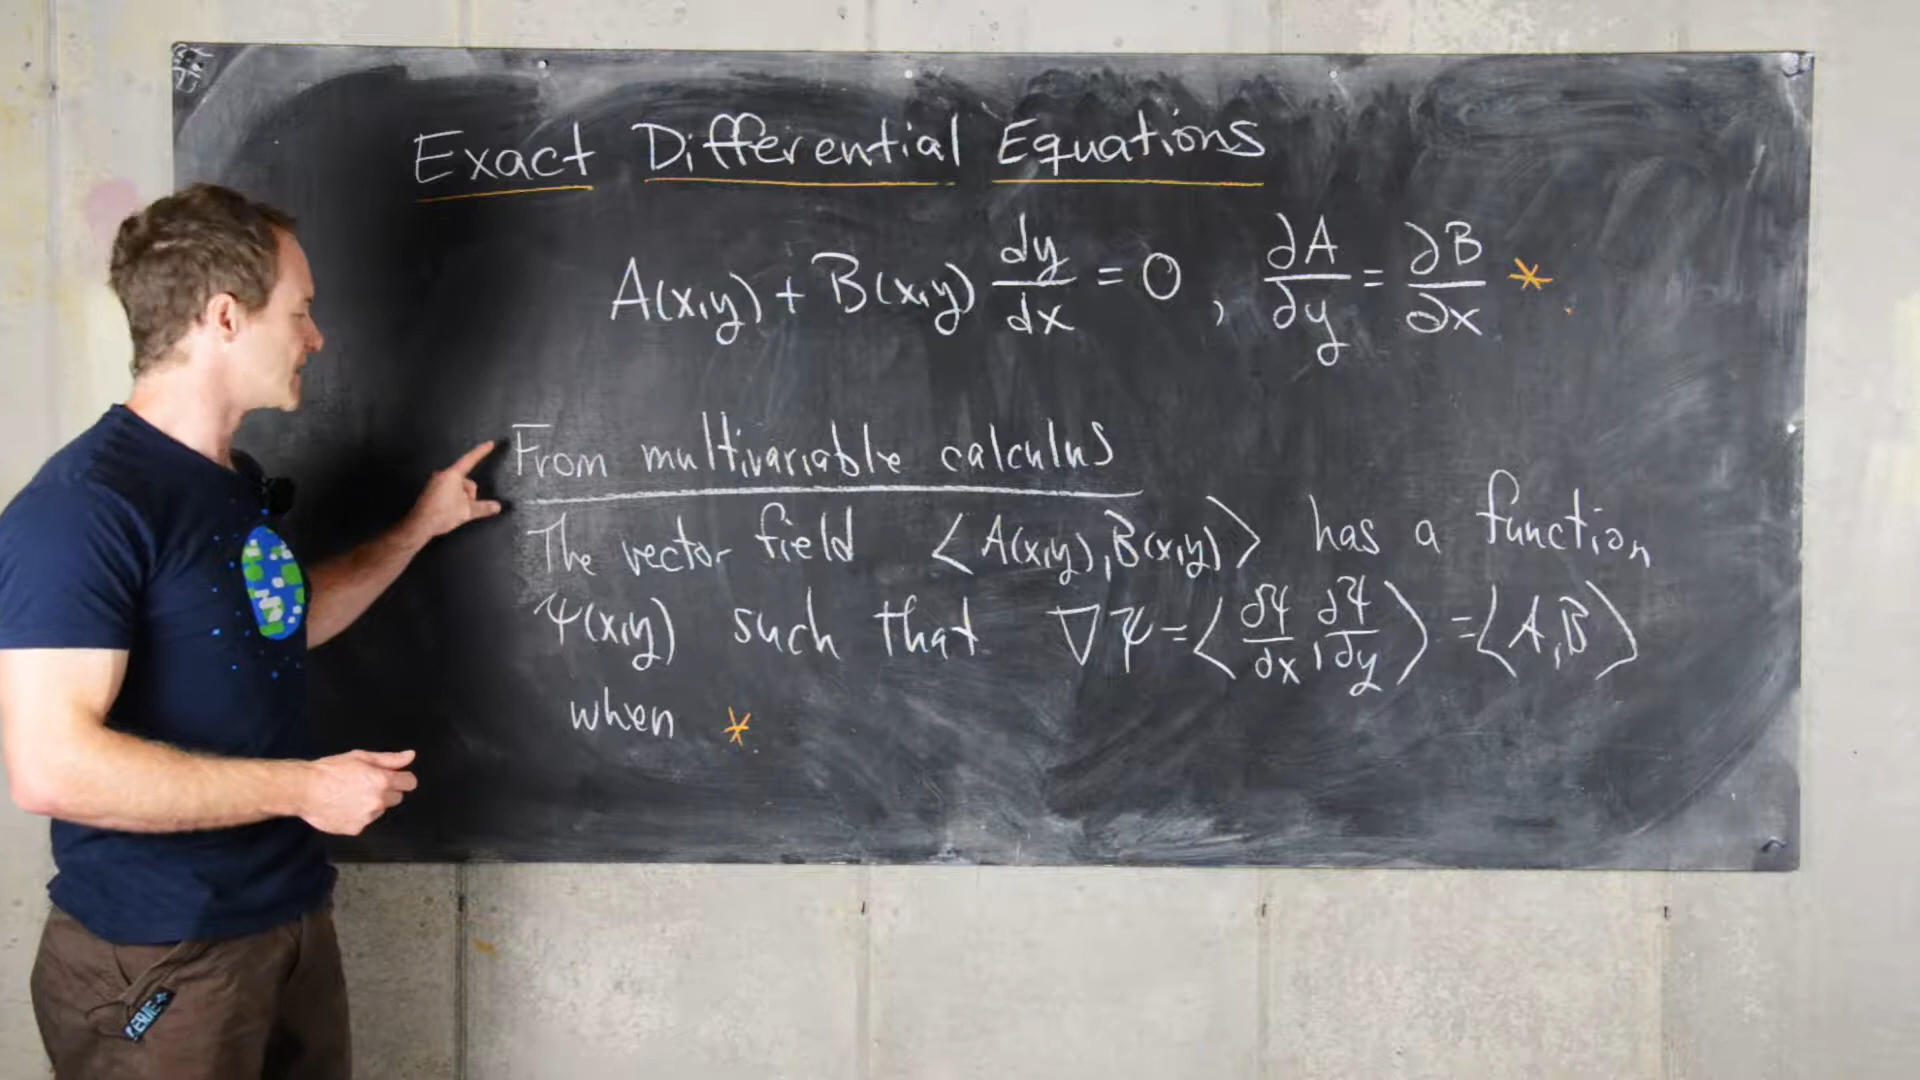 Exact Differential Equations
A(x,y) + B(x,y) dy/dx = 0 , ∂A/∂y = ∂B/∂x *
From multivariable calculus
The vector field ⟨A(x,y), B(x,y)⟩ has a function
Ψ(x,y) such that ∇Ψ = ⟨∂Ψ/∂x, ∂Ψ/∂y⟩ = ⟨A,B⟩
when *